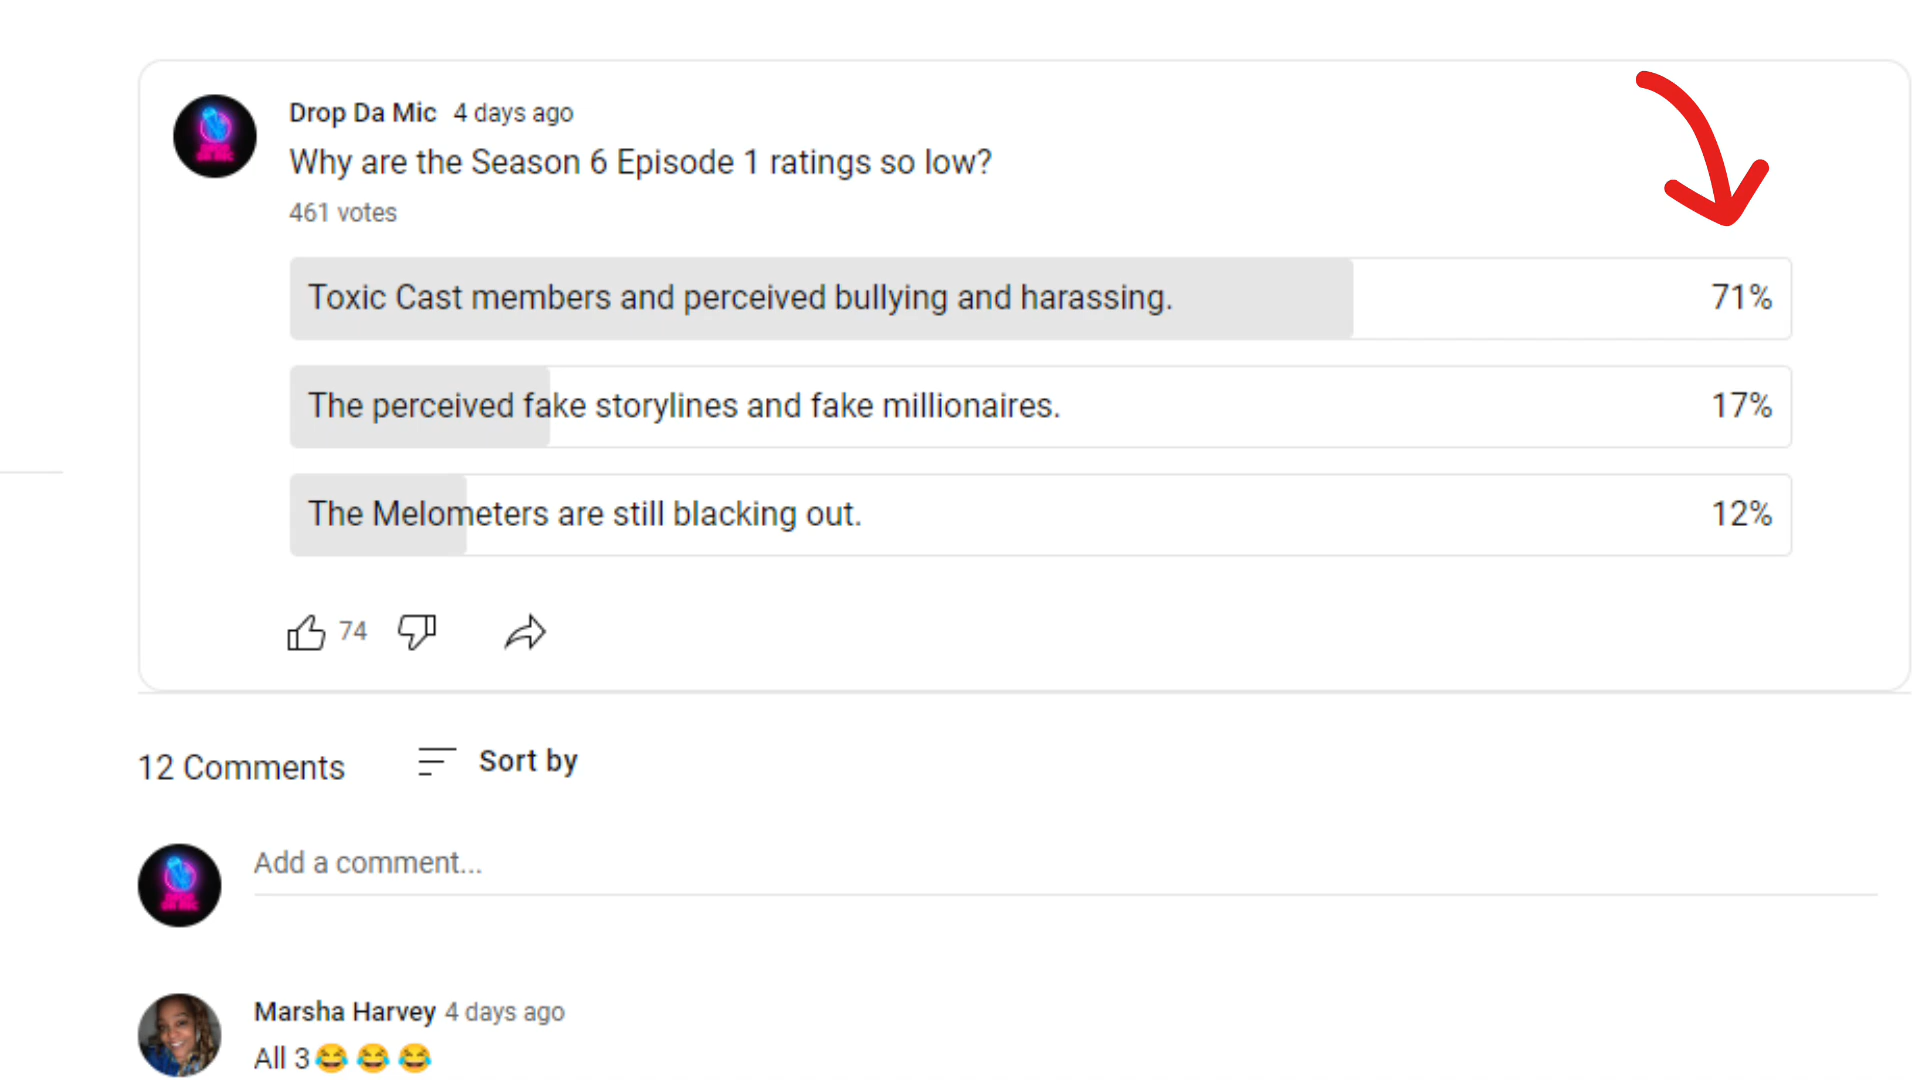 Drop Da Mic 4 days ago
Why are the Season 6 Episode 1 ratings so low?
461 votes
Toxic Cast members and perceived bullying and harassing. 71%
The perceived fake storylines and fake millionaires. 17%
The Melometers are still blacking out. 12%
74
12 Comments Sort by
Add a comment...
Marsha Harvey 4 days ago
All 3😂😂😂